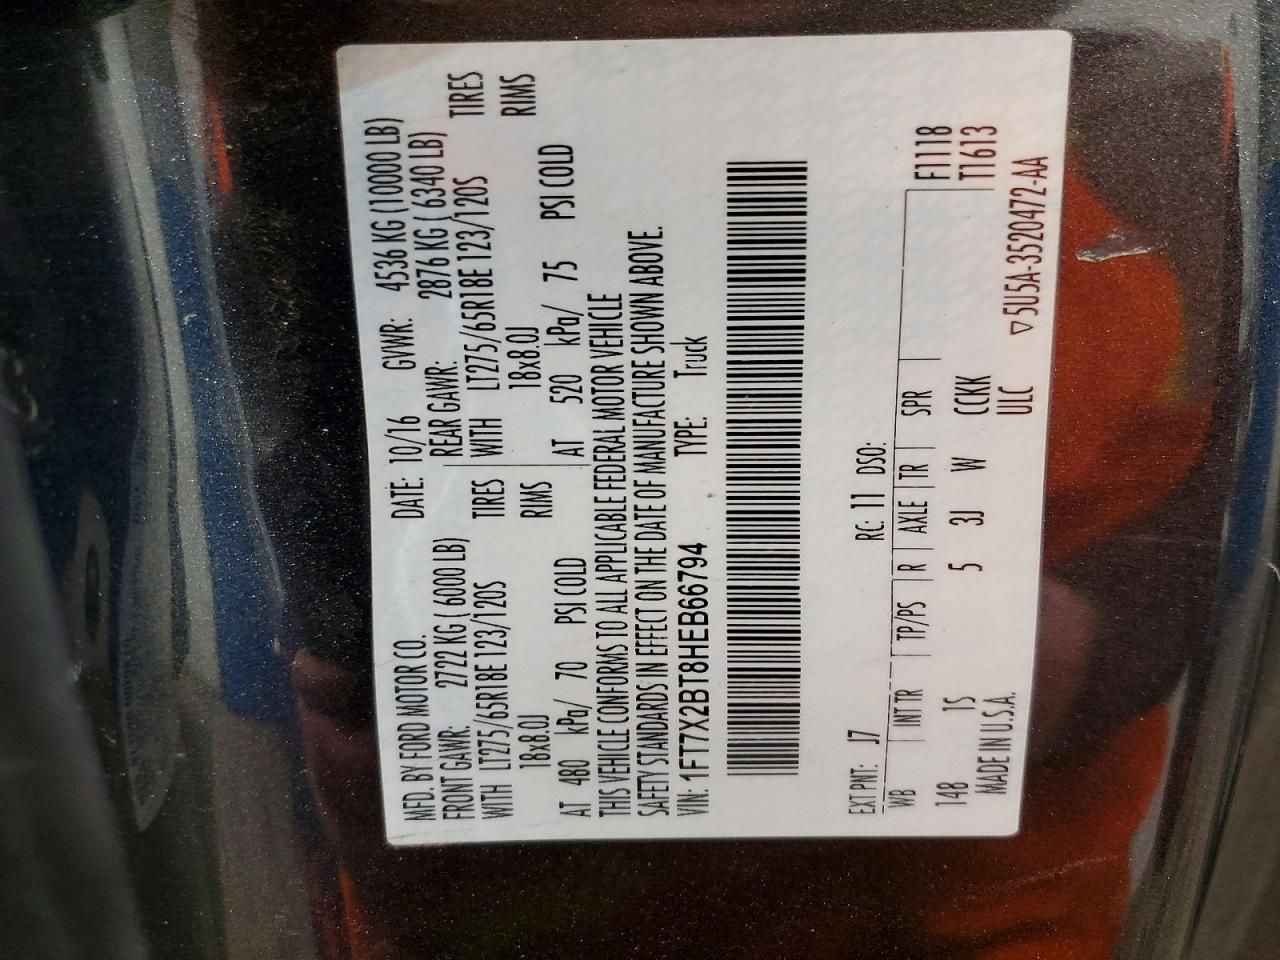 MFD. BY FORD MOTOR CO.
DATE: 10/16 GVWR: 4536 KG (10000 LB)
FRONT GAWR: 2722 KG ( 6000 LB) REAR GAWR: 2876 KG ( 6340 LB)
WITH LT275/65R18E 123/120S TIRES WITH LT275/65R18E 123/120S TIRES
18x8.0J RIMS 18x8.0J RIMS
AT 480 kPa/ 70 PSI COLD AT 520 kPa/ 75 PSI COLD
THIS VEHICLE CONFORMS TO ALL APPLICABLE FEDERAL MOTOR VEHICLE
SAFETY STANDARDS IN EFFECT ON THE DATE OF MANUFACTURE SHOWN ABOVE.
VIN: 1FT7X2BT8HEB66794 TYPE: Truck
EXT PNT: J7 RC: 11 DSO:
WB INT TR TP/PS R AXLE TR SPR F1118
148 1S 5 3J W CCKK T1613
MADE IN U.S.A. ULC
▽5U5A-3520472-AA